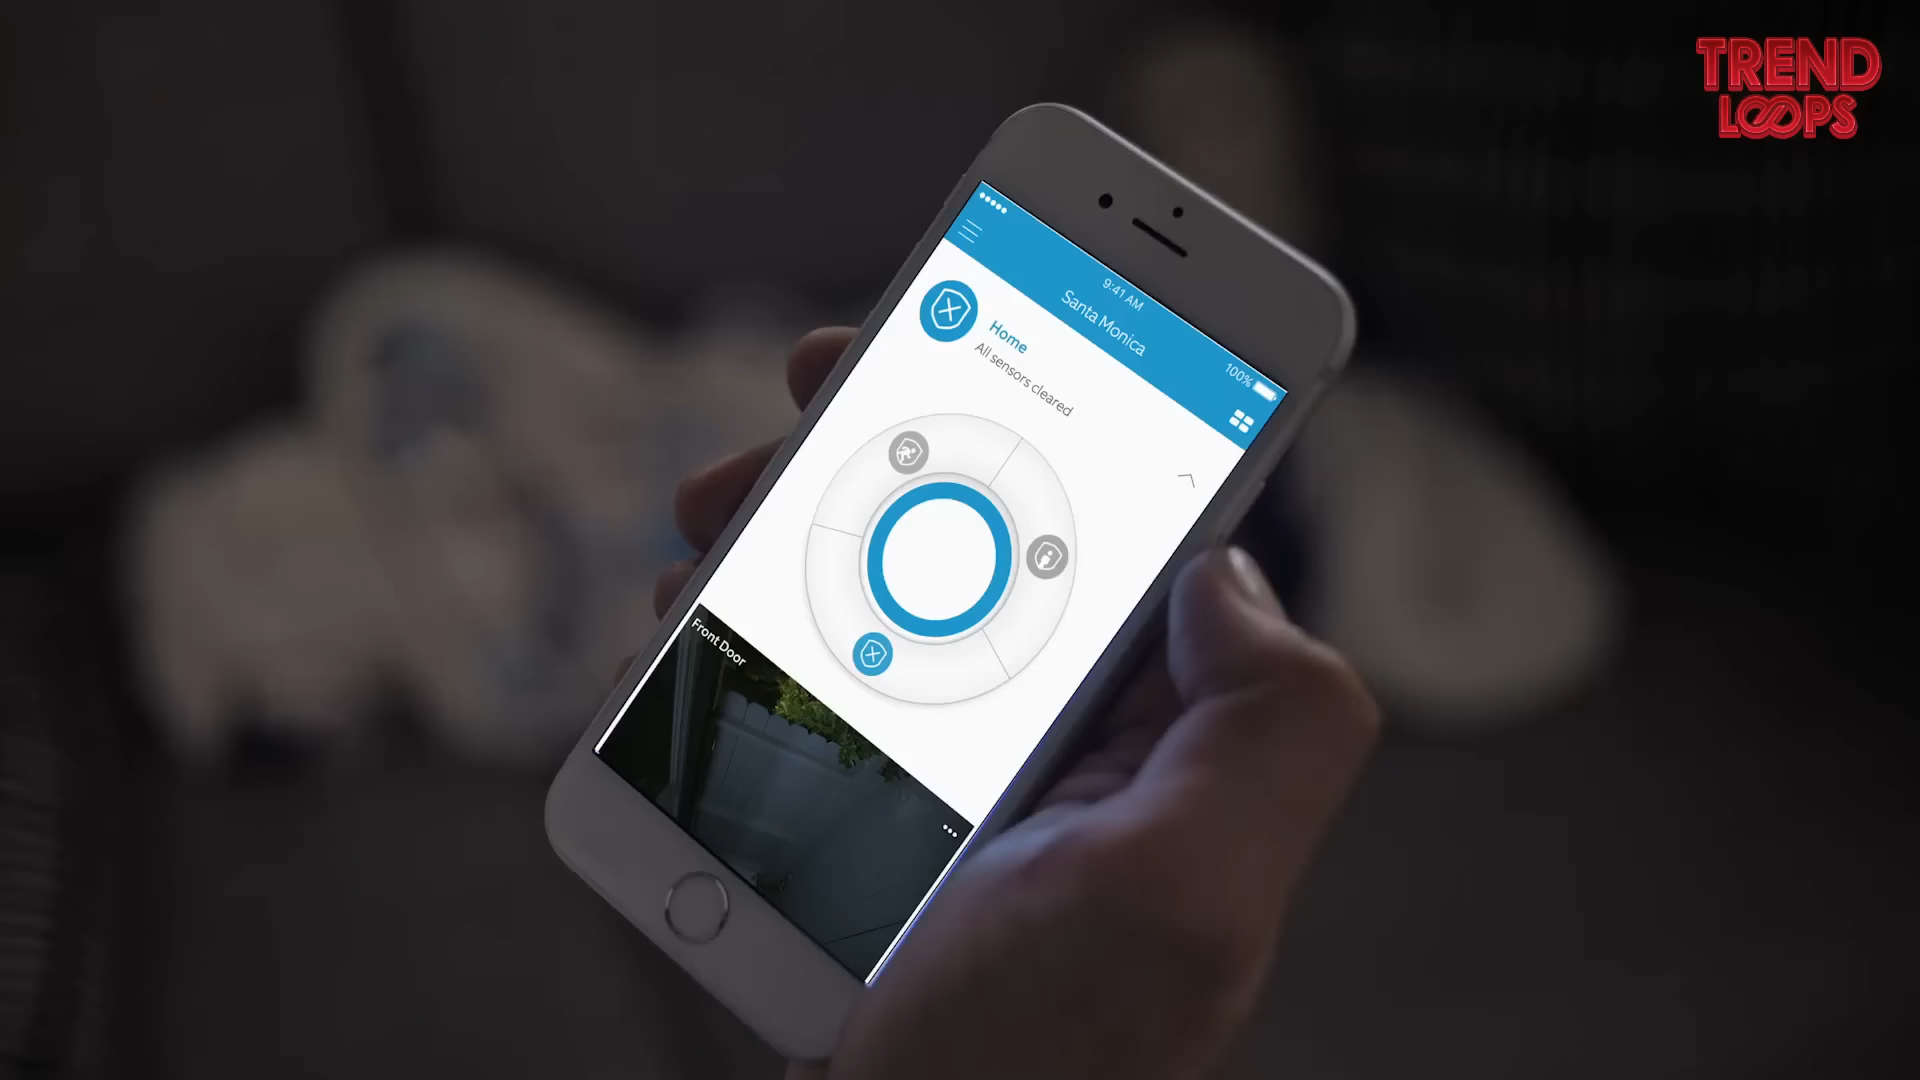 TREND
LOOPS
9:41 AM
100%
Santa Monica
Home
All sensors cleared
Front Door